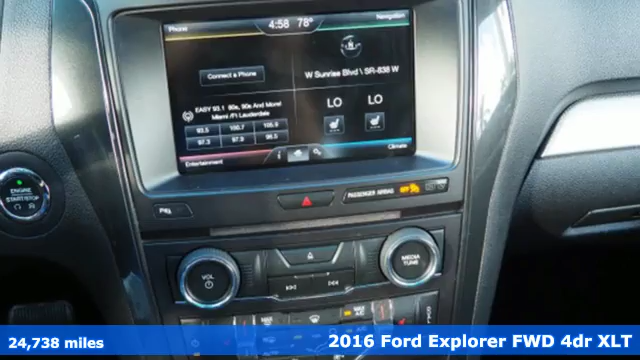 Phone
4:58 78°
Navigation
Connect a Phone
W Sunrise Blvd \ SR-838 W
EASY 93.1 80s, 90s And More!
Miami /Ft Lauderdale
LO LO
93.5 100.7 105.9
97.3 97.9 96.5
Entertainment
Climate
ENGINE
START/STOP
PASSENGER AIRBAG
VOL
MEDIA
TUNE
MAX
24,738 miles
2016 Ford Explorer FWD 4dr XLT